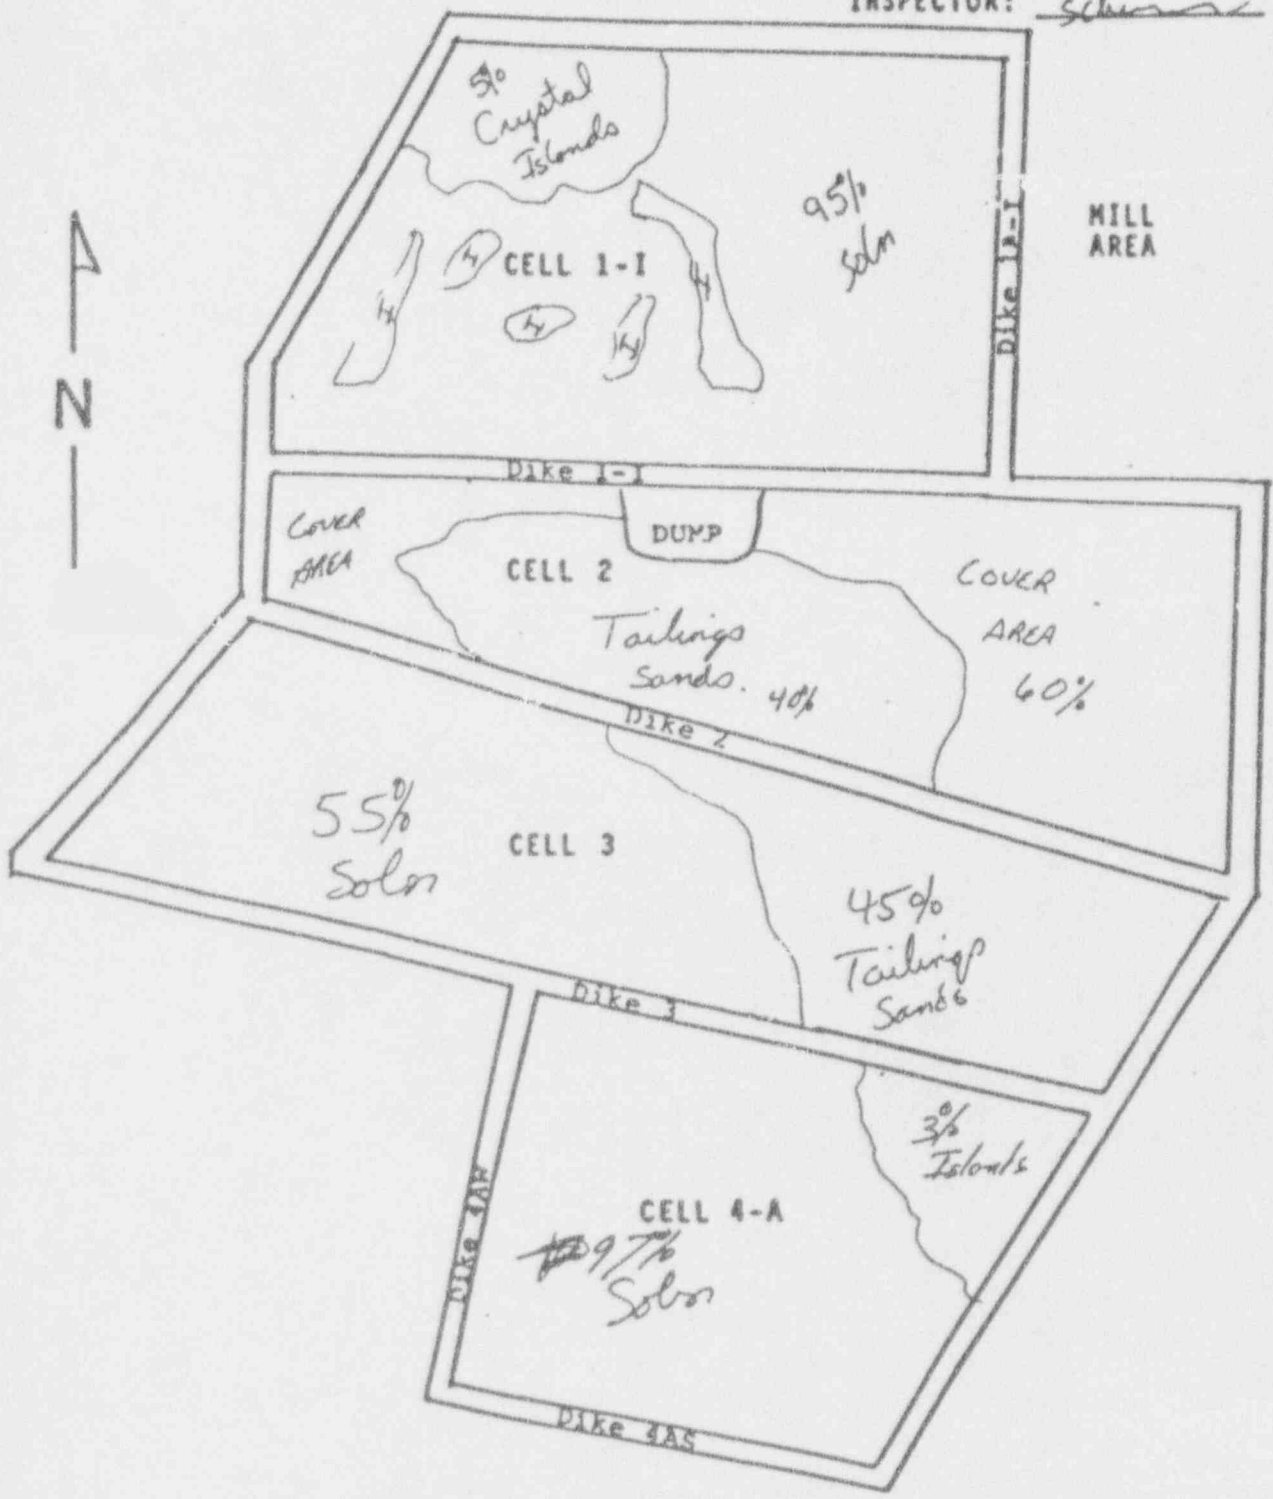 INSPECTOR:
5%
Crystal
Islands
95%
soln
MILL
AREA
CELL 1-I
Dike 1A-I
N
Dike 1-I
COVER
AREA
DUMP
CELL 2
COVER
AREA
60%
Tailings
Sands. 40%
Dike 2
55%
Soln
CELL 3
45%
Tailings
Sands
Dike 3
3%
Islands
Dike 4AW
CELL 4-A
97%
Soln
Dike 4AS